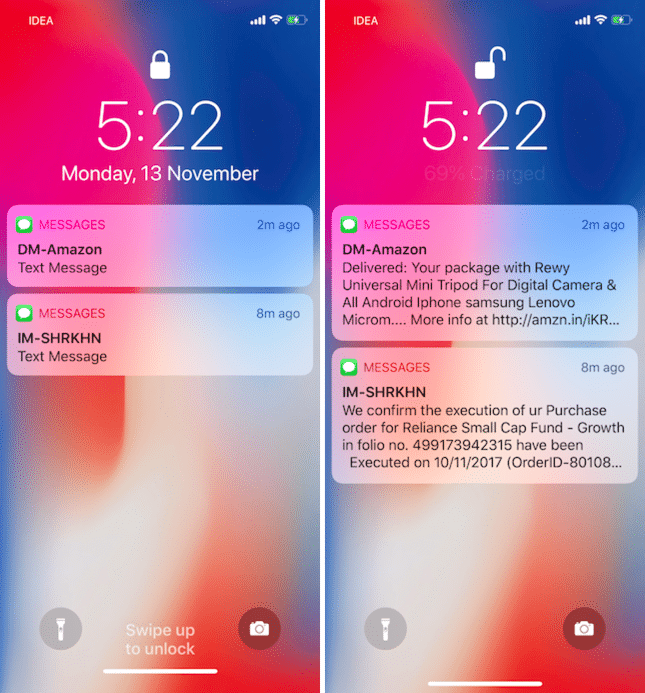 IDEA
5:22
Monday, 13 November
MESSAGES 2m ago
DM-Amazon
Text Message
MESSAGES 8m ago
IM-SHRKHN
Text Message
Swipe up
to unlock
IDEA
5:22
69% Charged
MESSAGES 2m ago
DM-Amazon
Delivered: Your package with Rewy
Universal Mini Tripod For Digital Camera &
All Android Iphone samsung Lenovo
Microm.... More info at http://amzn.in/iKR...
MESSAGES 8m ago
IM-SHRKHN
We confirm the execution of ur Purchase
order for Reliance Small Cap Fund - Growth
in folio no. 499173942315 have been
Executed on 10/11/2017 (OrderID-80108...